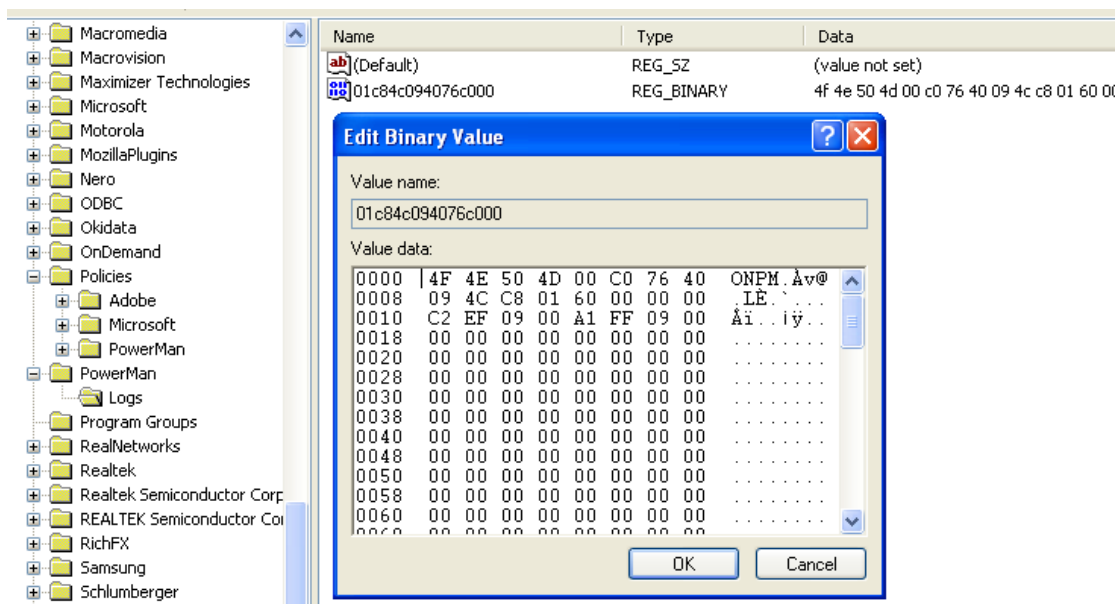 Macromedia
Macrovision
Maximizer Technologies
Microsoft
Motorola
MozillaPlugins
Nero
ODBC
Okidata
OnDemand
Policies
Adobe
Microsoft
PowerMan
PowerMan
Logs
Program Groups
RealNetworks
Realtek
Realtek Semiconductor Corp
REALTEK Semiconductor Cor
RichFX
Samsung
Schlumberger
Name Type Data
(Default) REG_SZ (value not set)
01c84c094076c000 REG_BINARY 4f 4e 50 4d 00 c0 76 40 09 4c c8 01 60 00
Edit Binary Value
Value name:
01c84c094076c000
Value data:
0000 4F 4E 50 4D 00 C0 76 40 ONPM.Àv@
0008 09 4C C8 01 60 00 00 00 .LÈ.`...
0010 C2 EF 09 00 A1 FF 09 00 Âï..¡ÿ..
0018 00 00 00 00 00 00 00 00 ........
0020 00 00 00 00 00 00 00 00 ........
0028 00 00 00 00 00 00 00 00 ........
0030 00 00 00 00 00 00 00 00 ........
0038 00 00 00 00 00 00 00 00 ........
0040 00 00 00 00 00 00 00 00 ........
0048 00 00 00 00 00 00 00 00 ........
0050 00 00 00 00 00 00 00 00 ........
0058 00 00 00 00 00 00 00 00 ........
0060 00 00 00 00 00 00 00 00 ........
OK Cancel